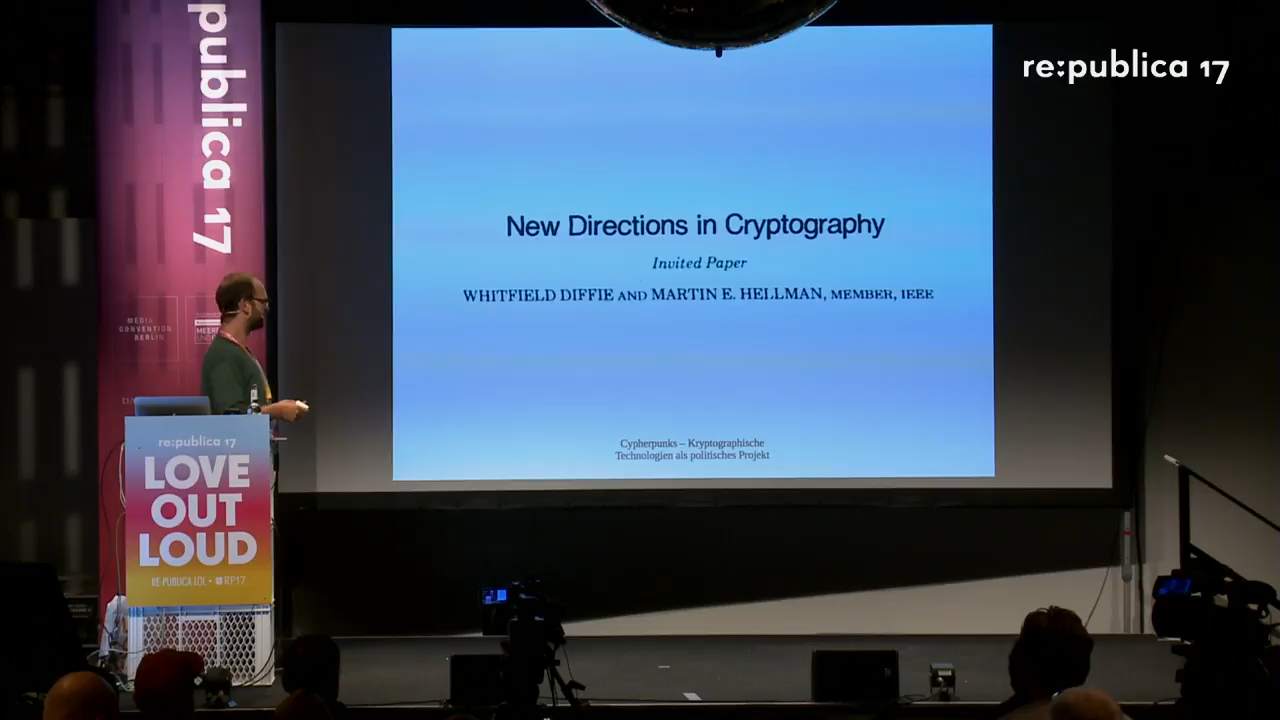 re:publica 17
publica 17
New Directions in Cryptography
Invited Paper
WHITFIELD DIFFIE AND MARTIN E. HELLMAN, MEMBER, IEEE
Cypherpunks – Kryptographische
Technologien als politisches Projekt
MEDIA
CONVENTION
BERLIN
re:publica 17
LOVE
OUT
LOUD
RE-PUBLICA LOL • #RP17